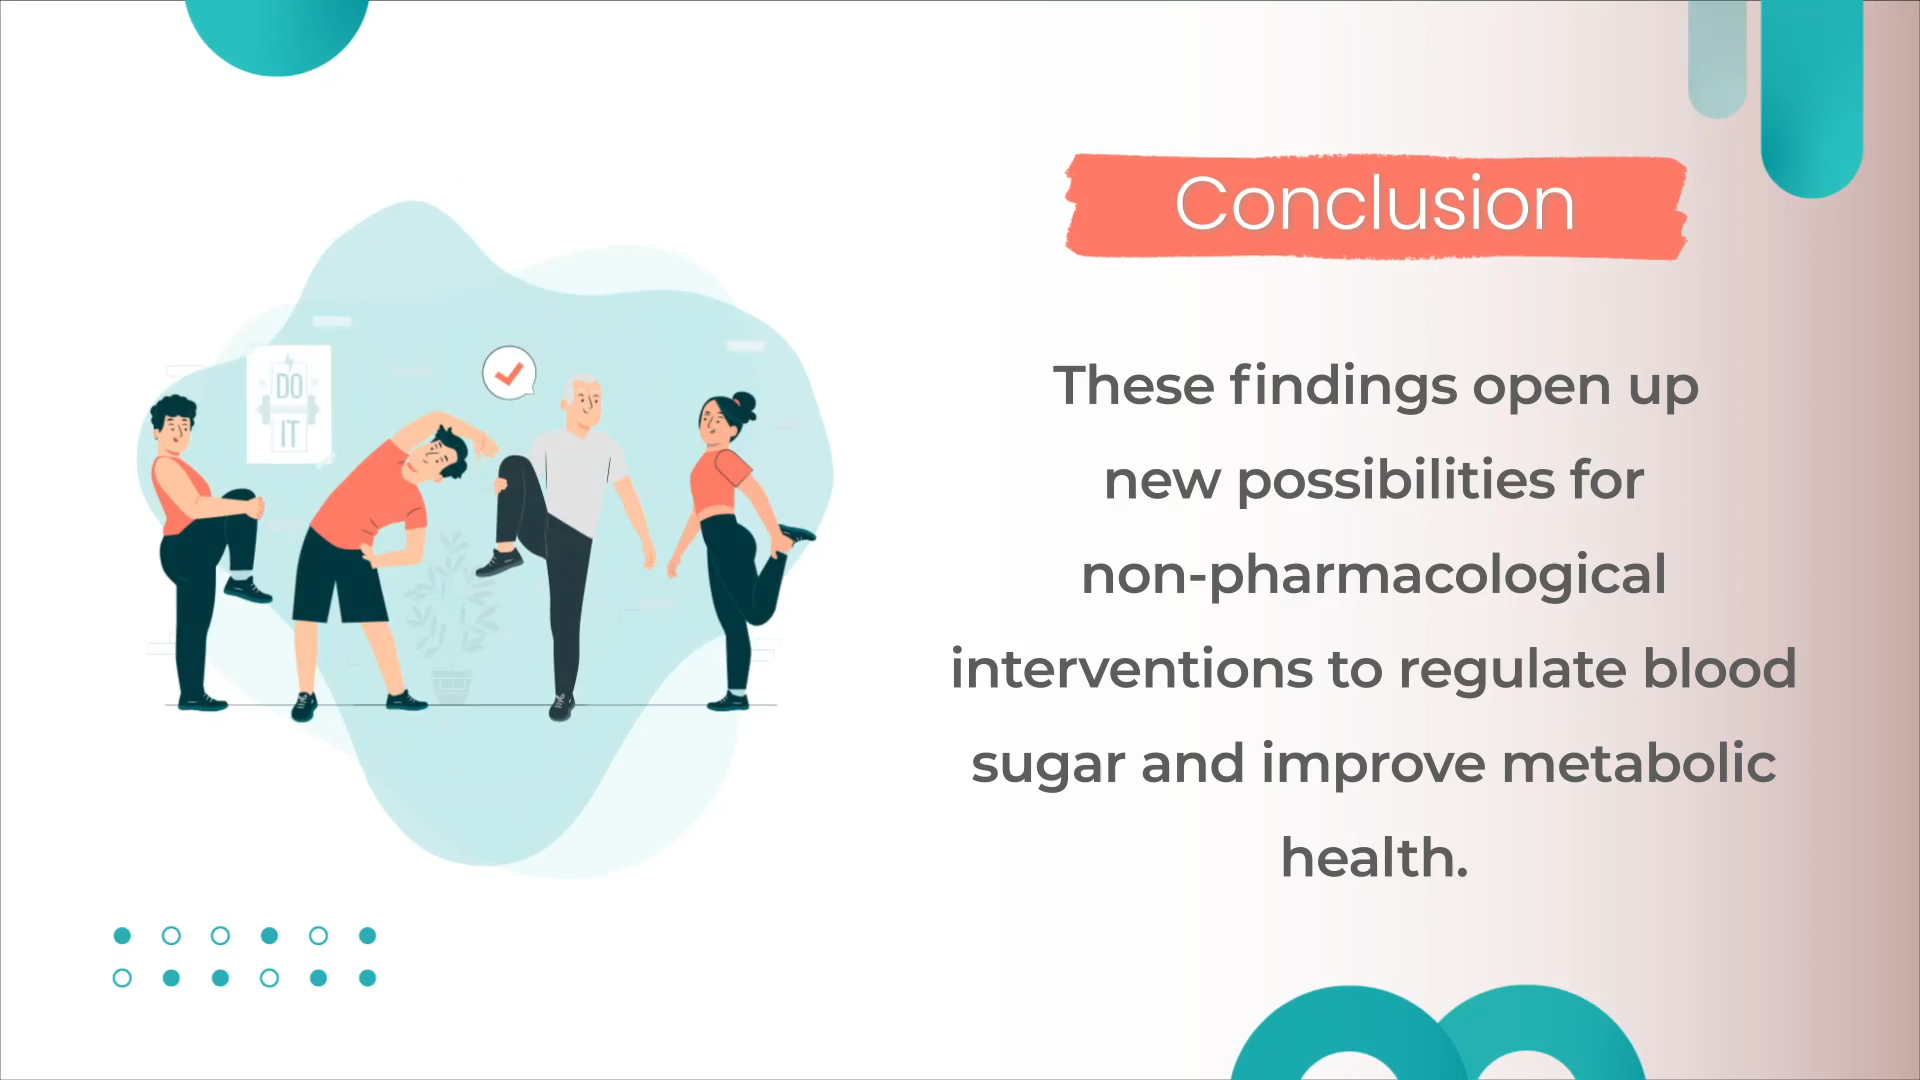 DO
IT
Conclusion
These findings open up
new possibilities for
non-pharmacological
interventions to regulate blood
sugar and improve metabolic
health.